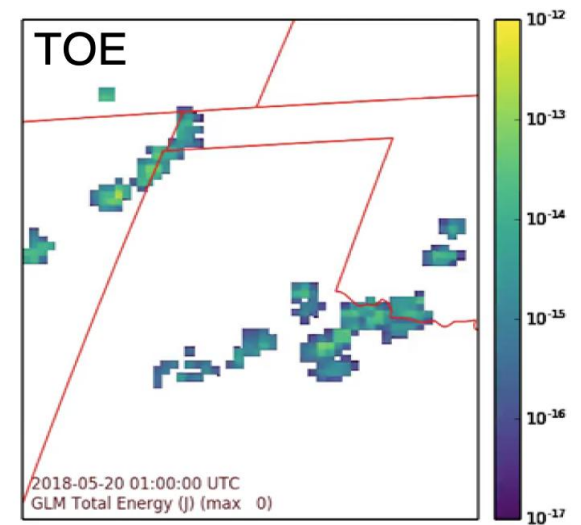 TOE
2018-05-20 01:00:00 UTC
GLM Total Energy (J) (max   0)
10⁻¹²
10⁻¹³
10⁻¹⁴
10⁻¹⁵
10⁻¹⁶
10⁻¹⁷